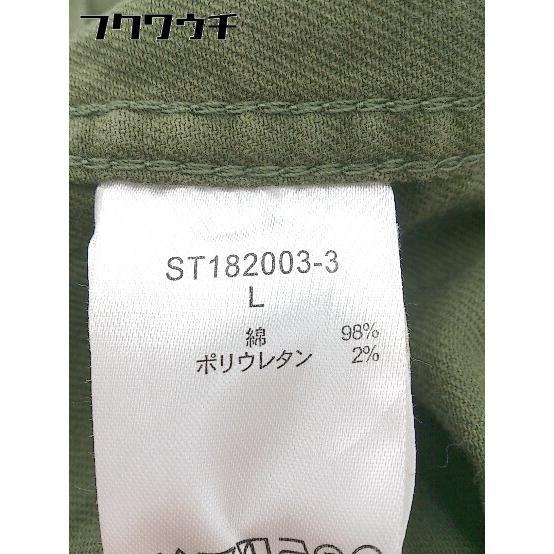 フクワウチ
ST182003-3
L
綿 98%
ポリウレタン 2%